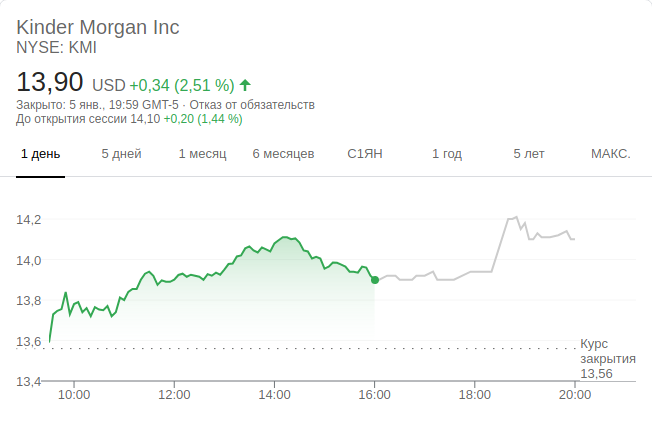 Kinder Morgan Inc
NYSE: KMI
13,90 USD +0,34 (2,51 %)
Закрыто: 5 янв., 19:59 GMT-5 · Отказ от обязательств
До открытия сессии 14,10 +0,20 (1,44 %)
1 день 5 дней 1 месяц 6 месяцев С1ЯН 1 год 5 лет МАКС.
14,2
14,0
13,8
13,6
Курс
закрытия
13,56
13,4
10:00 12:00 14:00 16:00 18:00 20:00